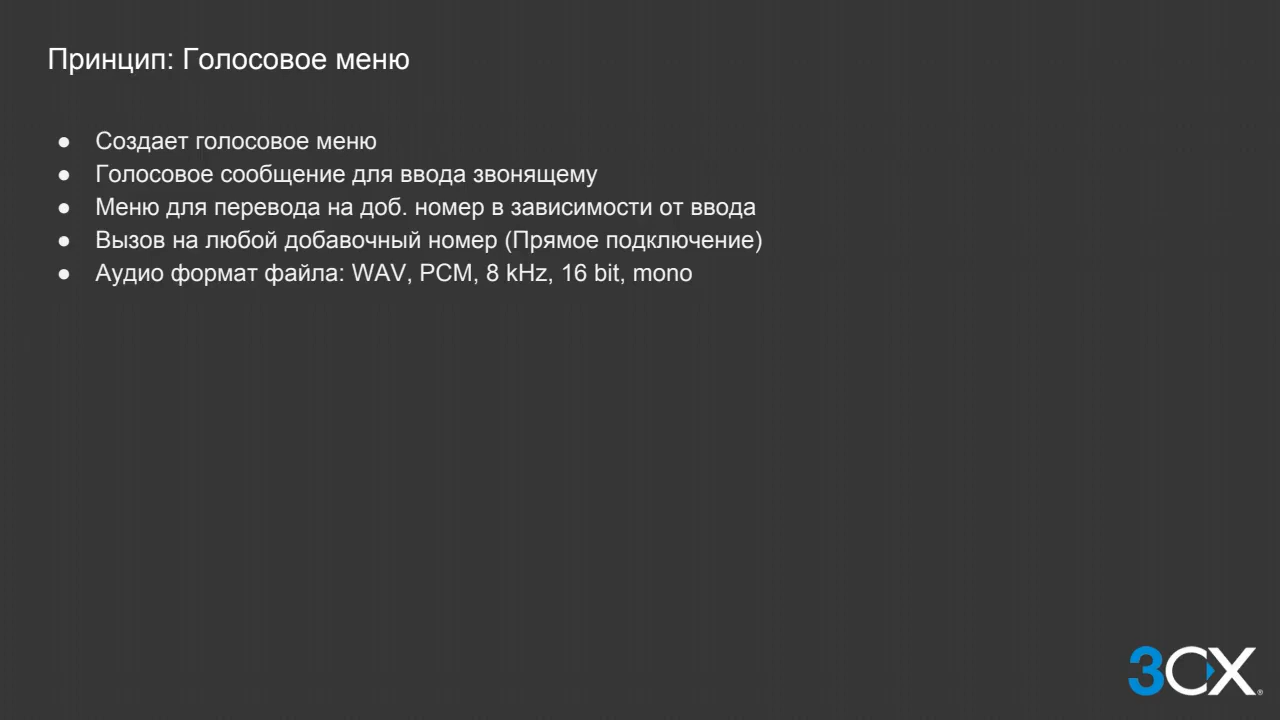 Принцип: Голосовое меню
● Создает голосовое меню
● Голосовое сообщение для ввода звонящему
● Меню для перевода на доб. номер в зависимости от ввода
● Вызов на любой добавочный номер (Прямое подключение)
● Аудио формат файла: WAV, PCM, 8 kHz, 16 bit, mono
3CX®